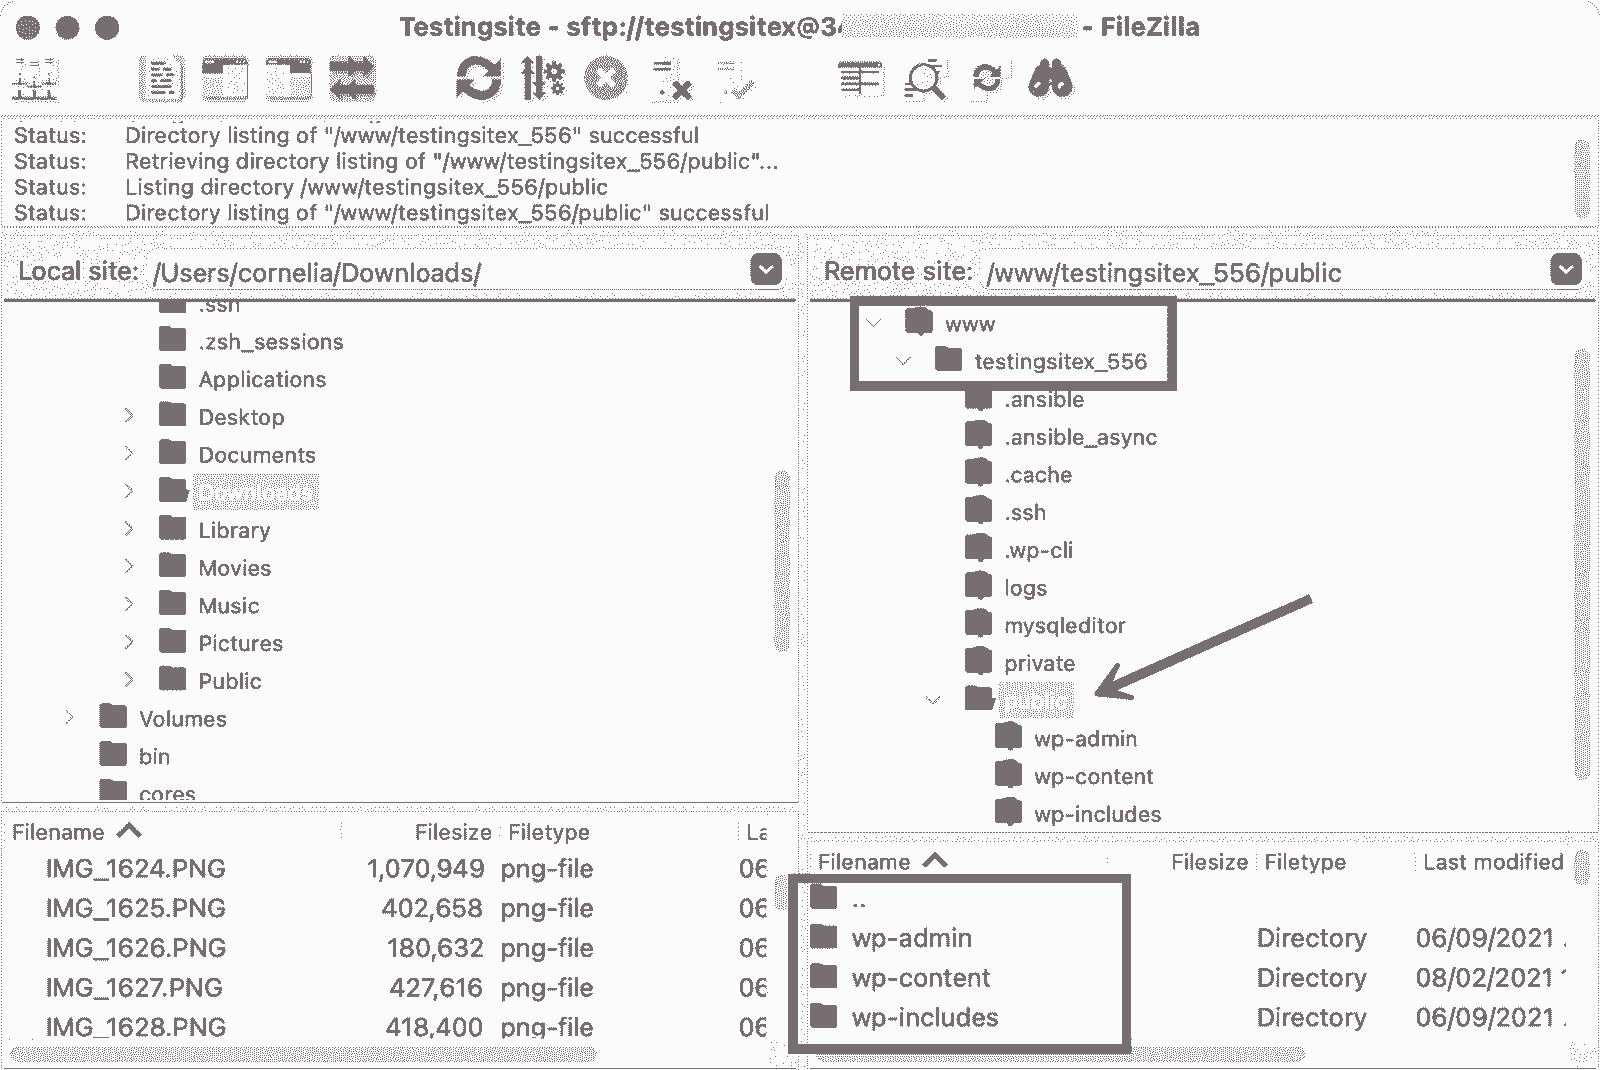 Testingsite - sftp://testingsitex@34 - FileZilla
Status: Directory listing of "/www/testingsitex_556" successful
Status: Retrieving directory listing of "/www/testingsitex_556/public"...
Status: Listing directory /www/testingsitex_556/public
Status: Directory listing of "/www/testingsitex_556/public" successful
Local site: /Users/cornelia/Downloads/
.ssh
.zsh_sessions
Applications
Desktop
Documents
Downloads
Library
Movies
Music
Pictures
Public
Volumes
bin
cores
Filename Filesize Filetype La
IMG_1624.PNG 1,070,949 png-file 06
IMG_1625.PNG 402,658 png-file 06
IMG_1626.PNG 180,632 png-file 06
IMG_1627.PNG 427,616 png-file 06
IMG_1628.PNG 418,400 png-file 06
Remote site: /www/testingsitex_556/public
www
testingsitex_556
.ansible
.ansible_async
.cache
.ssh
.wp-cli
logs
mysqleditor
private
public
wp-admin
wp-content
wp-includes
Filename Filesize Filetype Last modified
..
wp-admin Directory 06/09/2021
wp-content Directory 08/02/2021
wp-includes Directory 06/09/2021